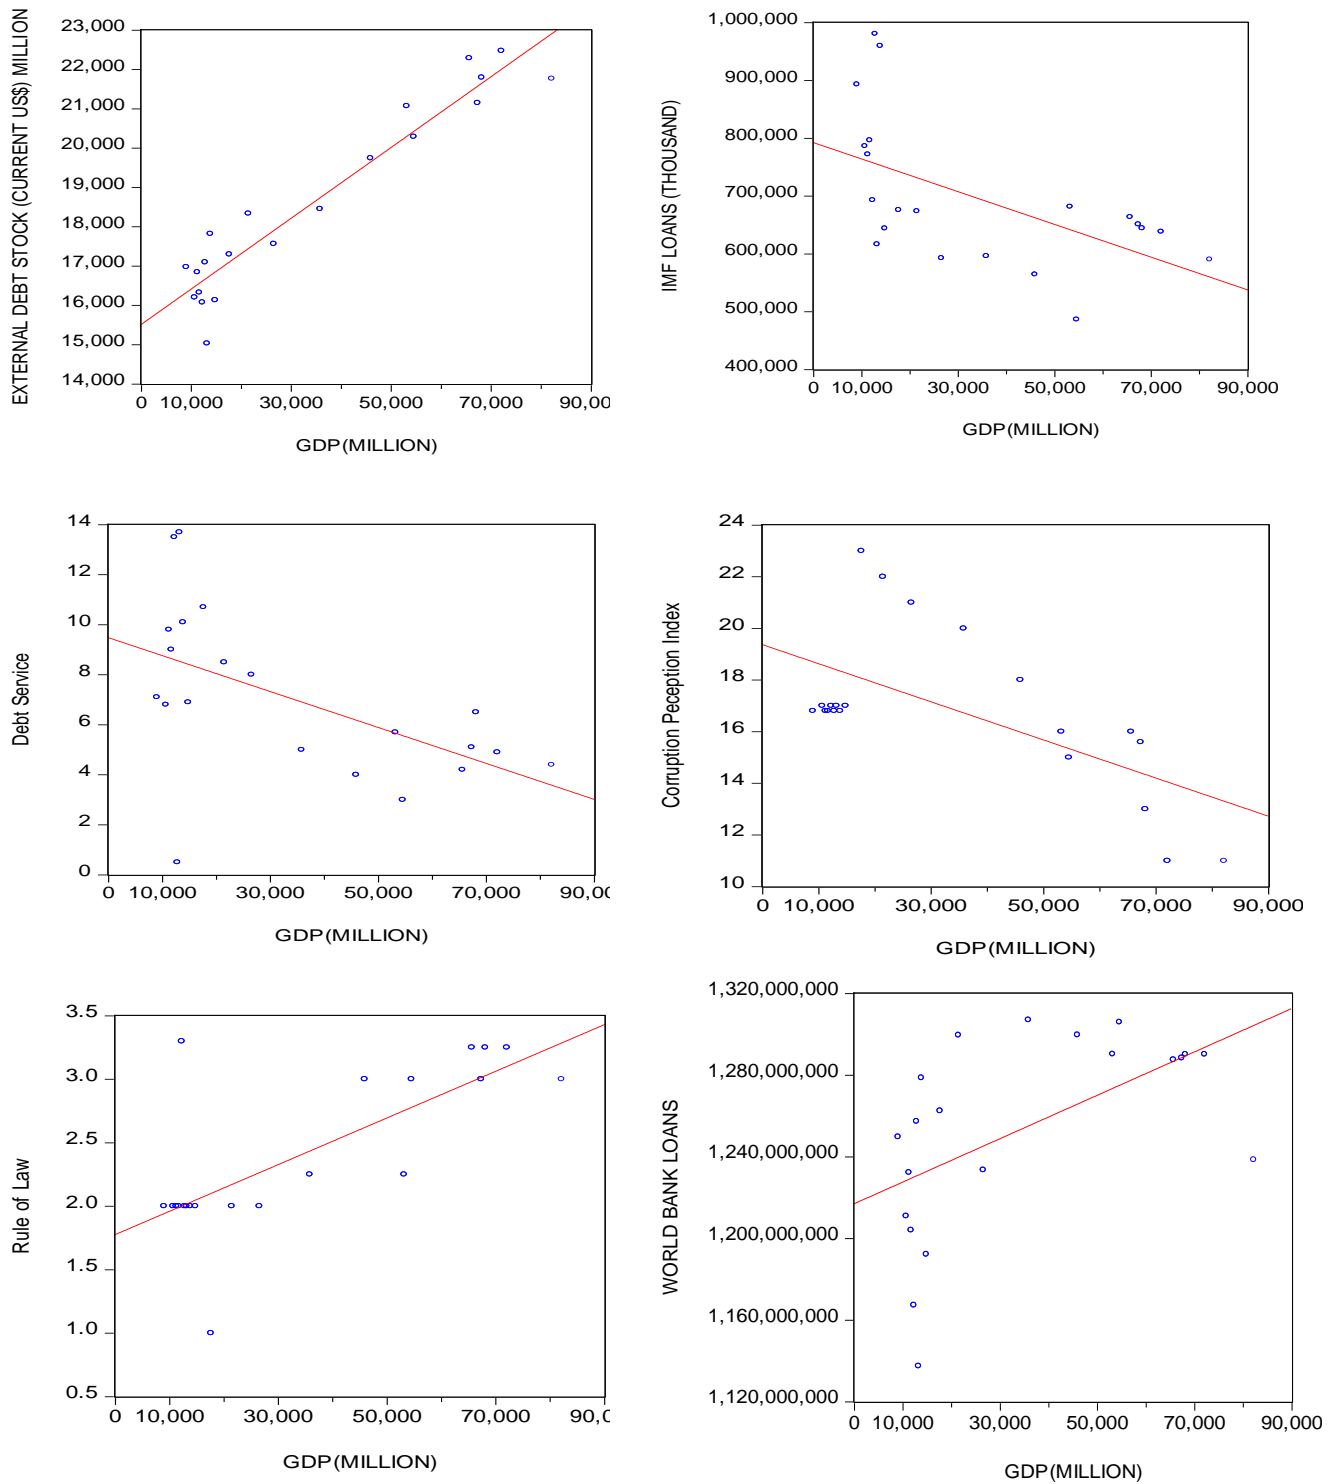 EXTERNAL DEBT STOCK (CURRENT US$) MILLION
23,000
22,000
21,000
20,000
19,000
18,000
17,000
16,000
15,000
14,000
0 10,000 30,000 50,000 70,000 90,00
GDP(MILLION)
IMF LOANS (THOUSAND)
1,000,000
900,000
800,000
700,000
600,000
500,000
400,000
0 10,000 30,000 50,000 70,000 90,000
GDP(MILLION)
Debt Service
14
12
10
8
6
4
2
0
0 10,000 30,000 50,000 70,000 90,00
GDP(MILLION)
Corruption Peception Index
24
22
20
18
16
14
12
10
0 10,000 30,000 50,000 70,000 90,000
GDP(MILLION)
Rule of Law
3.5
3.0
2.5
2.0
1.5
1.0
0.5
0 10,000 30,000 50,000 70,000 90,00
GDP(MILLION)
WORLD BANK LOANS
1,320,000,000
1,280,000,000
1,240,000,000
1,200,000,000
1,160,000,000
1,120,000,000
0 10,000 30,000 50,000 70,000 90,000
GDP(MILLION)